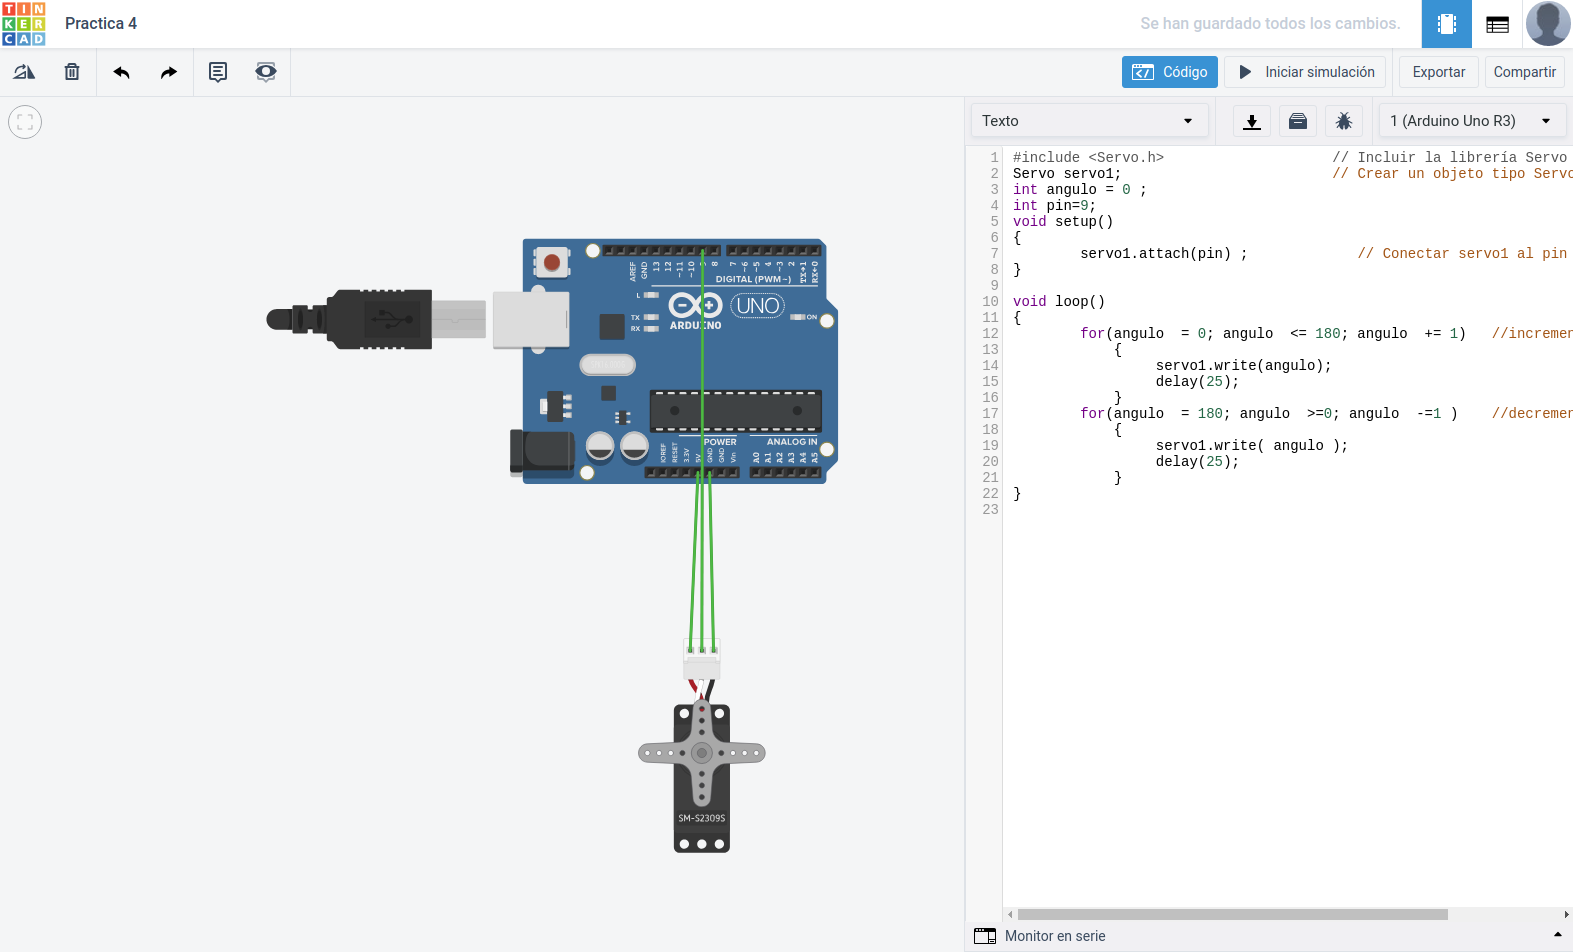 TINKERCAD
Practica 4
Se han guardado todos los cambios.
Código
Iniciar simulación
Exportar
Compartir
Texto
1 (Arduino Uno R3)
1 #include <Servo.h> // Incluir la librería Servo
2 Servo servo1; // Crear un objeto tipo Servo
3 int angulo = 0 ;
4 int pin=9;
5 void setup()
6 {
7 servo1.attach(pin) ; // Conectar servo1 al pin
8 }
9
10 void loop()
11 {
12 for(angulo = 0; angulo <= 180; angulo += 1) //incremen
13 {
14 servo1.write(angulo);
15 delay(25);
16 }
17 for(angulo = 180; angulo >=0; angulo -=1 ) //decremen
18 {
19 servo1.write( angulo );
20 delay(25);
21 }
22 }
23
Monitor en serie
AREF
GND
13
12
~11
~10
8
7
~6
~5
4
~3
2
TX→1
RX←0
DIGITAL (PWM~)
L
TX
RX
UNO
ARDUINO
ON
POWER
ANALOG IN
IOREF
RESET
3.3V
5V
GND
GND
Vin
A0
A1
A2
A3
A4
A5
SM-S2309S